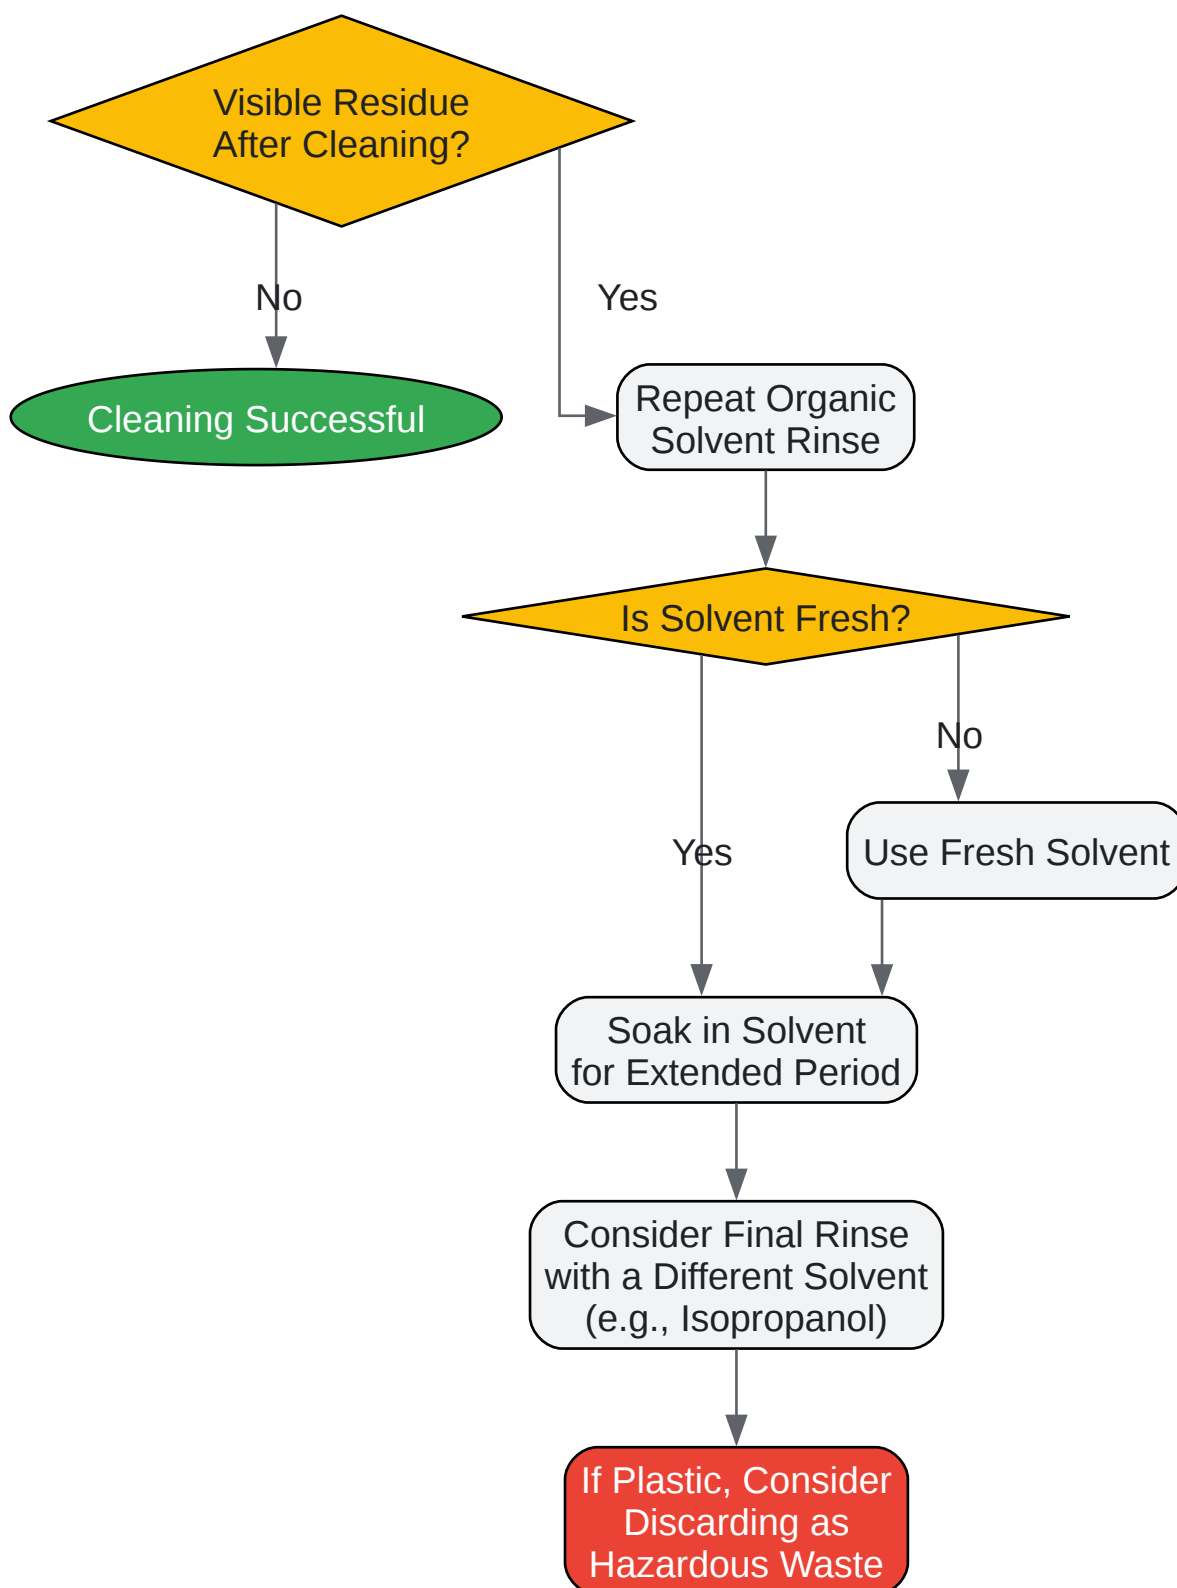 Visible Residue
After Cleaning?
No
Yes
Cleaning Successful
Repeat Organic
Solvent Rinse
Is Solvent Fresh?
No
Yes
Use Fresh Solvent
Soak in Solvent
for Extended Period
Consider Final Rinse
with a Different Solvent
(e.g., Isopropanol)
If Plastic, Consider
Discarding as
Hazardous Waste